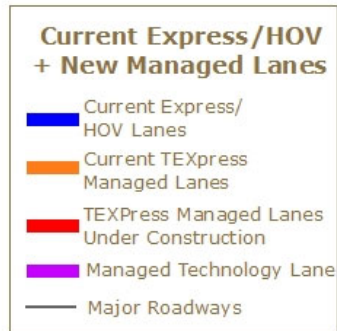 Current Express/HOV
+ New Managed Lanes
Current Express/
HOV Lanes
Current TEXpress
Managed Lanes
TEXPress Managed Lanes
Under Construction
Managed Technology Lane
Major Roadways